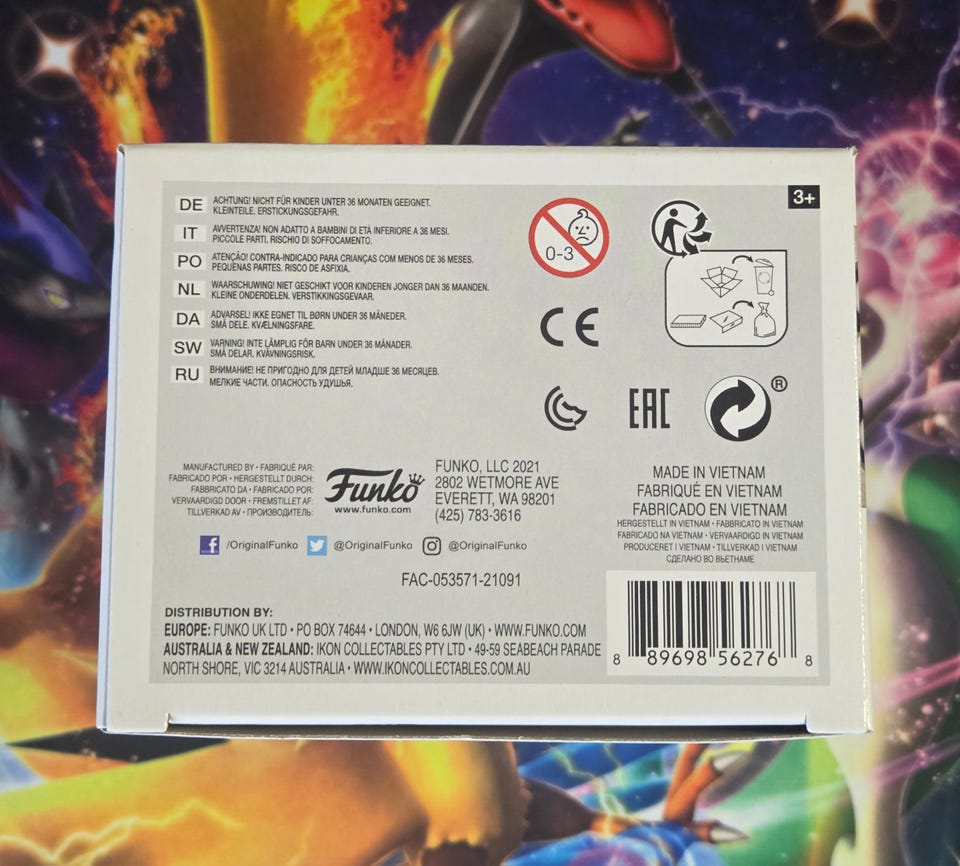 DE ACHTUNG! NICHT FÜR KINDER UNTER 36 MONATEN GEEIGNET.
KLEINTEILE. ERSTICKUNGSGEFAHR.
IT AVVERTENZA! NON ADATTO A BAMBINI DI ETÀ INFERIORE A 36 MESI.
PICCOLE PARTI. RISCHIO DI SOFFOCAMENTO.
PO ATENÇÃO! CONTRA-INDICADO PARA CRIANÇAS COM MENOS DE 36 MESES.
PEQUENAS PARTES. RISCO DE ASFIXIA.
NL WAARSCHUWING! NIET GESCHIKT VOOR KINDEREN JONGER DAN 36 MAANDEN.
KLEINE ONDERDELEN. VERSTIKKINGSGEVAAR.
DA ADVARSEL! IKKE EGNET TIL BØRN UNDER 36 MÅNEDER.
SMÅ DELE. KVÆLNINGSFARE.
SW VARNING! INTE LÄMPLIG FÖR BARN UNDER 36 MÅNADER.
SMÅ DELAR. KVÄVNINGSRISK.
RU ВНИМАНИЕ! НЕ ПРИГОДНО ДЛЯ ДЕТЕЙ МЛАДШЕ 36 МЕСЯЦЕВ.
МЕЛКИЕ ЧАСТИ. ОПАСНОСТЬ УДУШЬЯ.
0-3
3+
CE
EAC
®
MANUFACTURED BY • FABRIQUÉ PAR:
FABRICADO POR • HERGESTELLT DURCH:
FABBRICATO DA • FABRICADO POR:
VERVAARDIGD DOOR • FREMSTILLET AF:
TILLVERKAD AV • ПРОИЗВОДИТЕЛЬ:
Funko
www.funko.com
FUNKO, LLC 2021
2802 WETMORE AVE
EVERETT, WA 98201
(425) 783-3616
/OriginalFunko @OriginalFunko @OriginalFunko
FAC-053571-21091
MADE IN VIETNAM
FABRIQUÉ EN VIETNAM
FABRICADO EN VIETNAM
HERGESTELLT IN VIETNAM • FABBRICATO IN VIETNAM
FABRICADO NA VIETNAM • VERVAARDIGD IN VIETNAM
PRODUCERET I VIETNAM • TILLVERKAD I VIETNAM
СДЕЛАНО ВО ВЬЕТНАМЕ
DISTRIBUTION BY:
EUROPE: FUNKO UK LTD • PO BOX 74644 • LONDON, W6 6JW (UK) • WWW.FUNKO.COM
AUSTRALIA & NEW ZEALAND: IKON COLLECTABLES PTY LTD • 49-59 SEABEACH PARADE
NORTH SHORE, VIC 3214 AUSTRALIA • WWW.IKONCOLLECTABLES.COM.AU
8 89698 56276 8